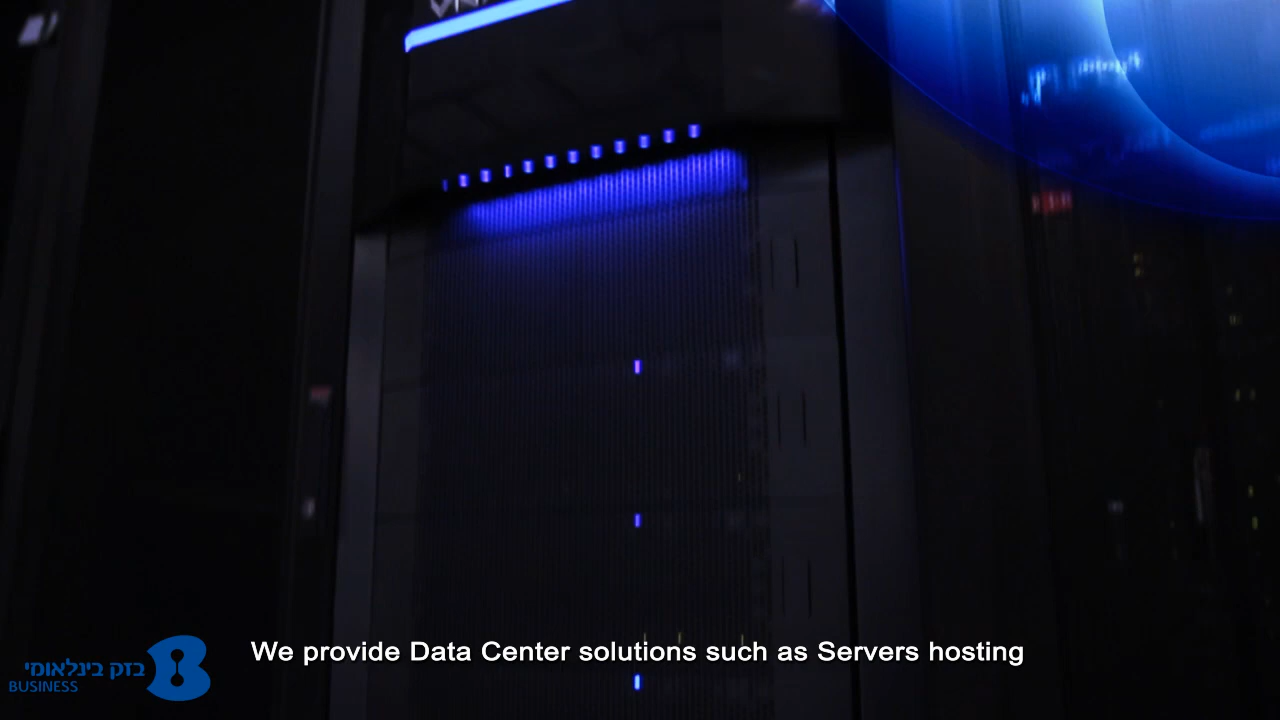 We provide Data Center solutions such as Servers hosting
בזק בינלאומי
BUSINESS